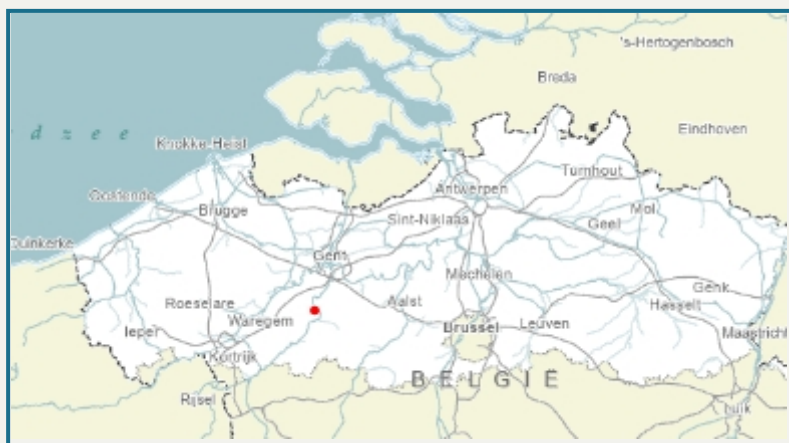 's-Hertogenbosch
Breda
d z e e
Eindhoven
Knokke-Heist
Turnhout
Oostende
Antwerpen
Brugge
Sint-Niklaas
Mol
Geel
Duinkerke
Gent
Mechelen
Genk
Roeselare
Aalst
Hasselt
Waregem
Ieper
Brussel
Leuven
Maastricht
Kortrijk
BELGIË
Rijsel
Luik